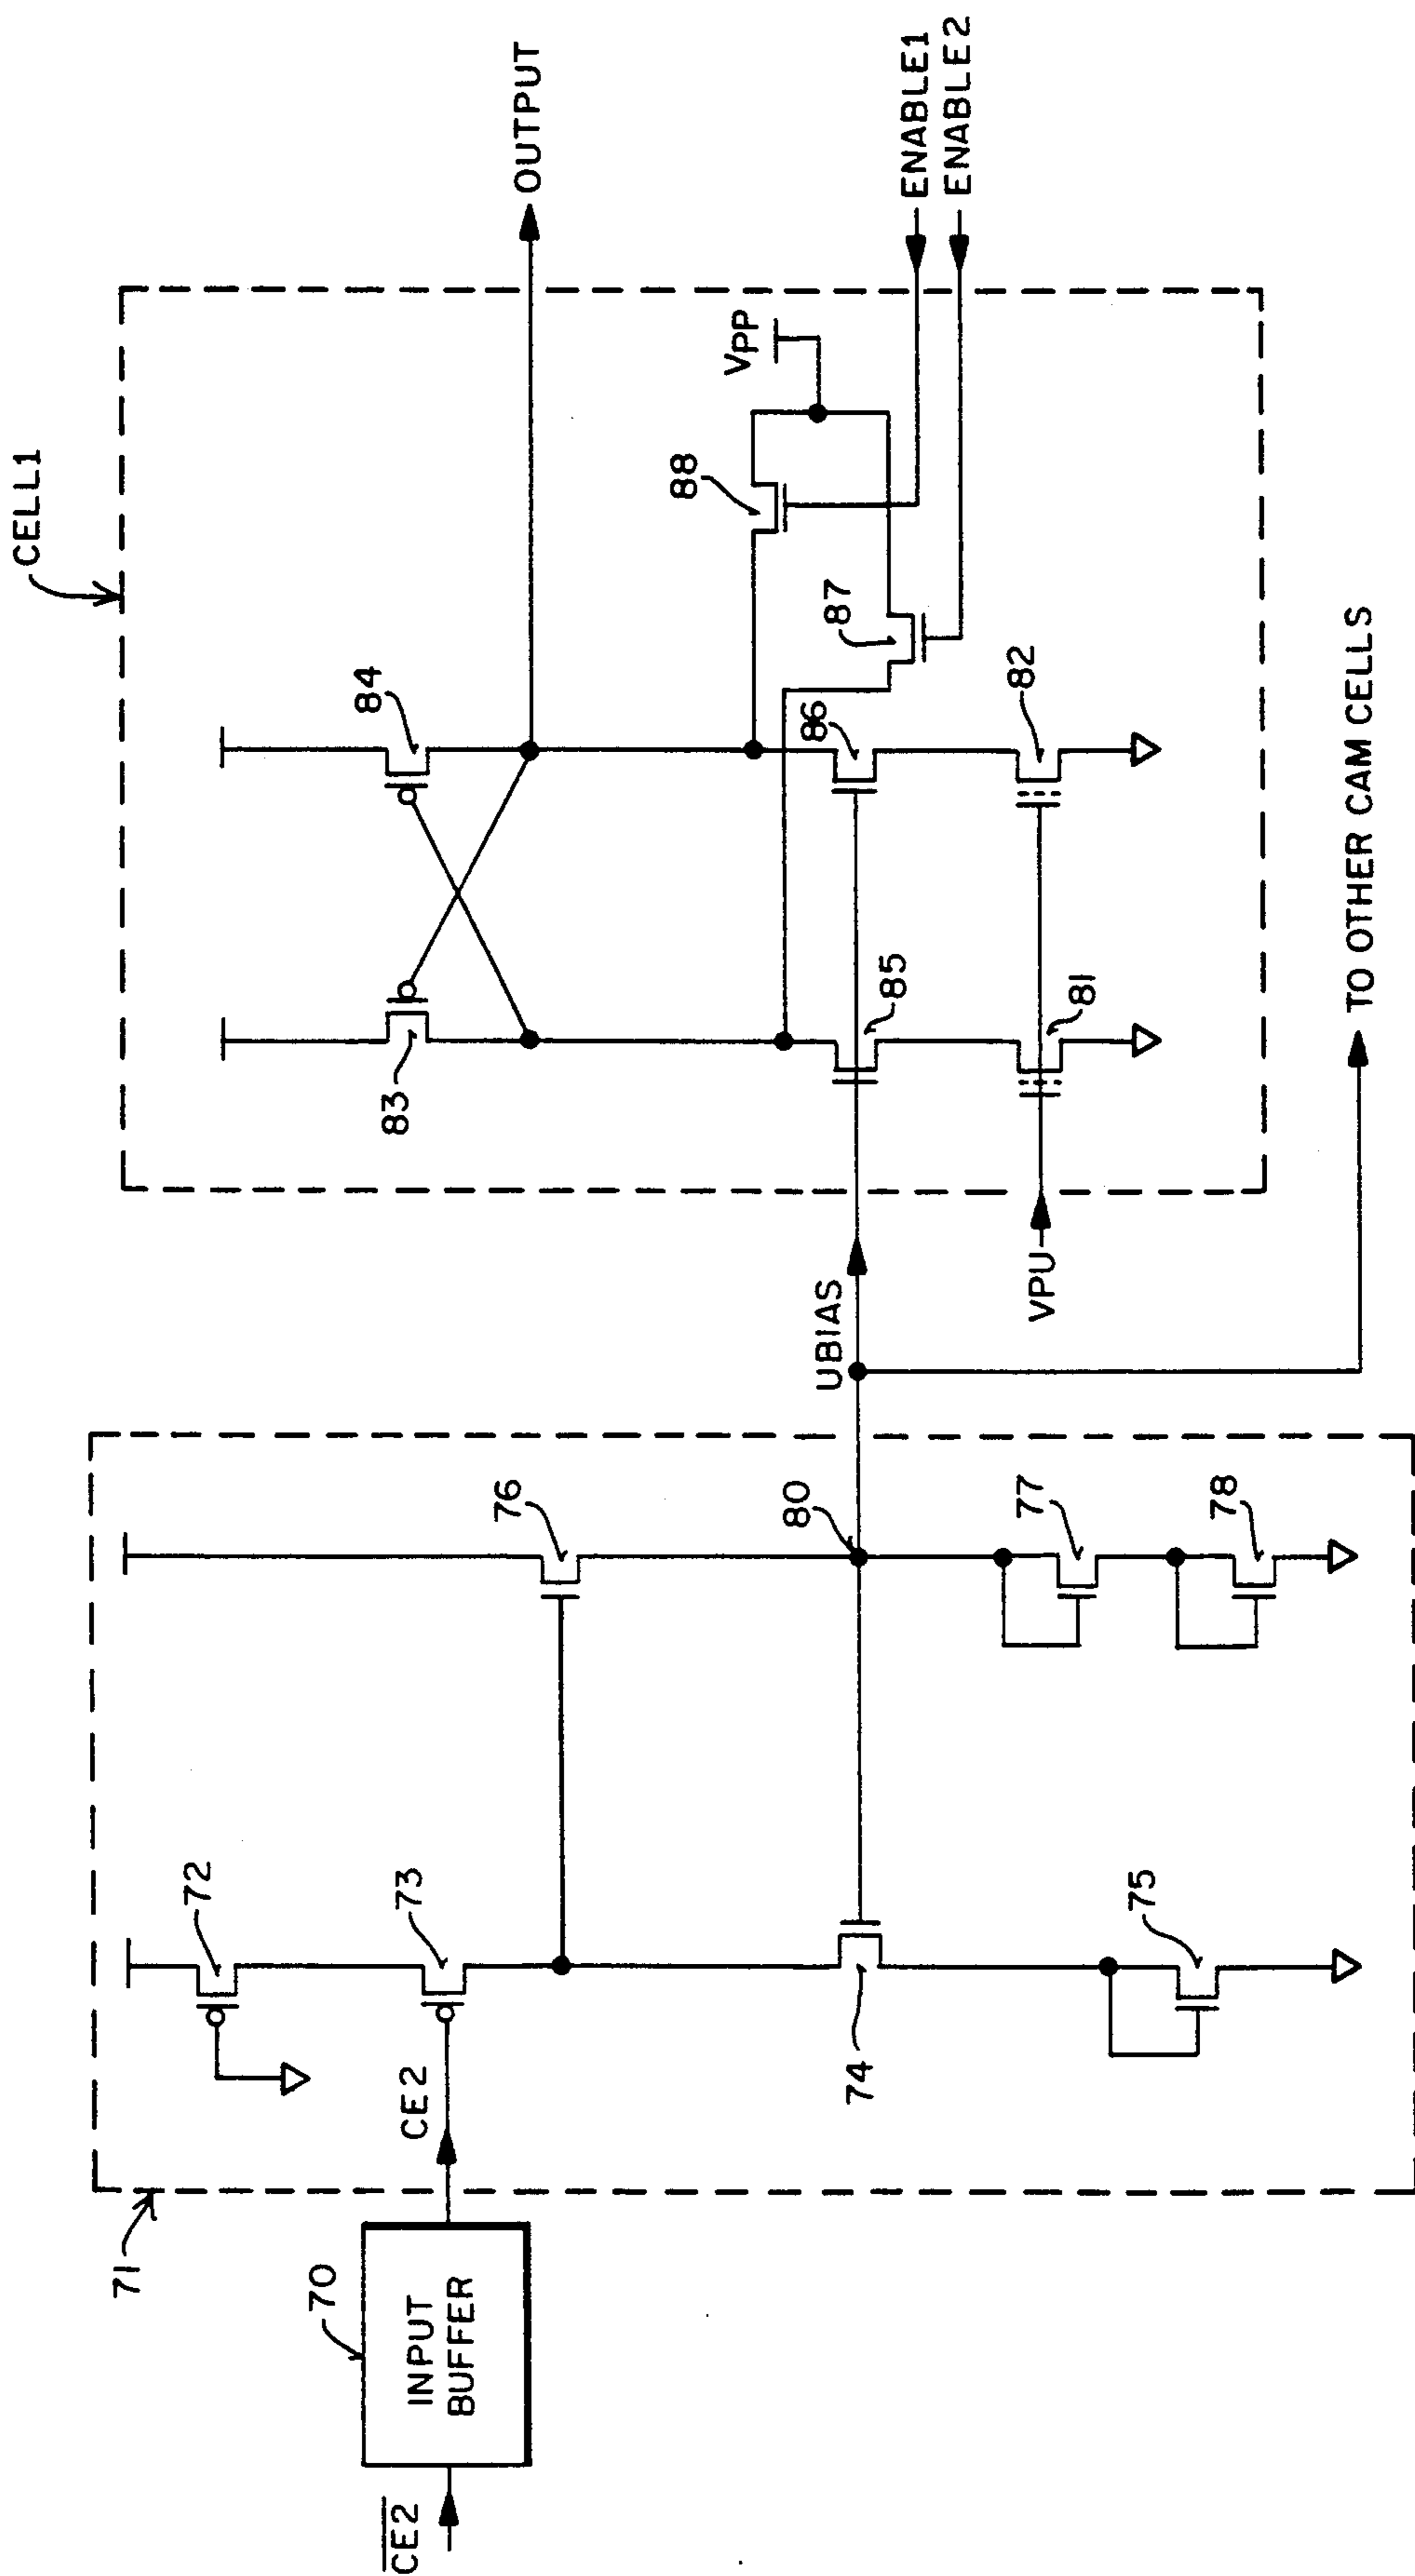 CELL1
OUTPUT
84
83
VPP
88
ENABLE1
ENABLE2
87
86
85
82
81
UBIAS
VPU
TO OTHER CAM CELLS
71
72
73
76
CE2
70
INPUT
BUFFER
CE2
80
74
77
75
78